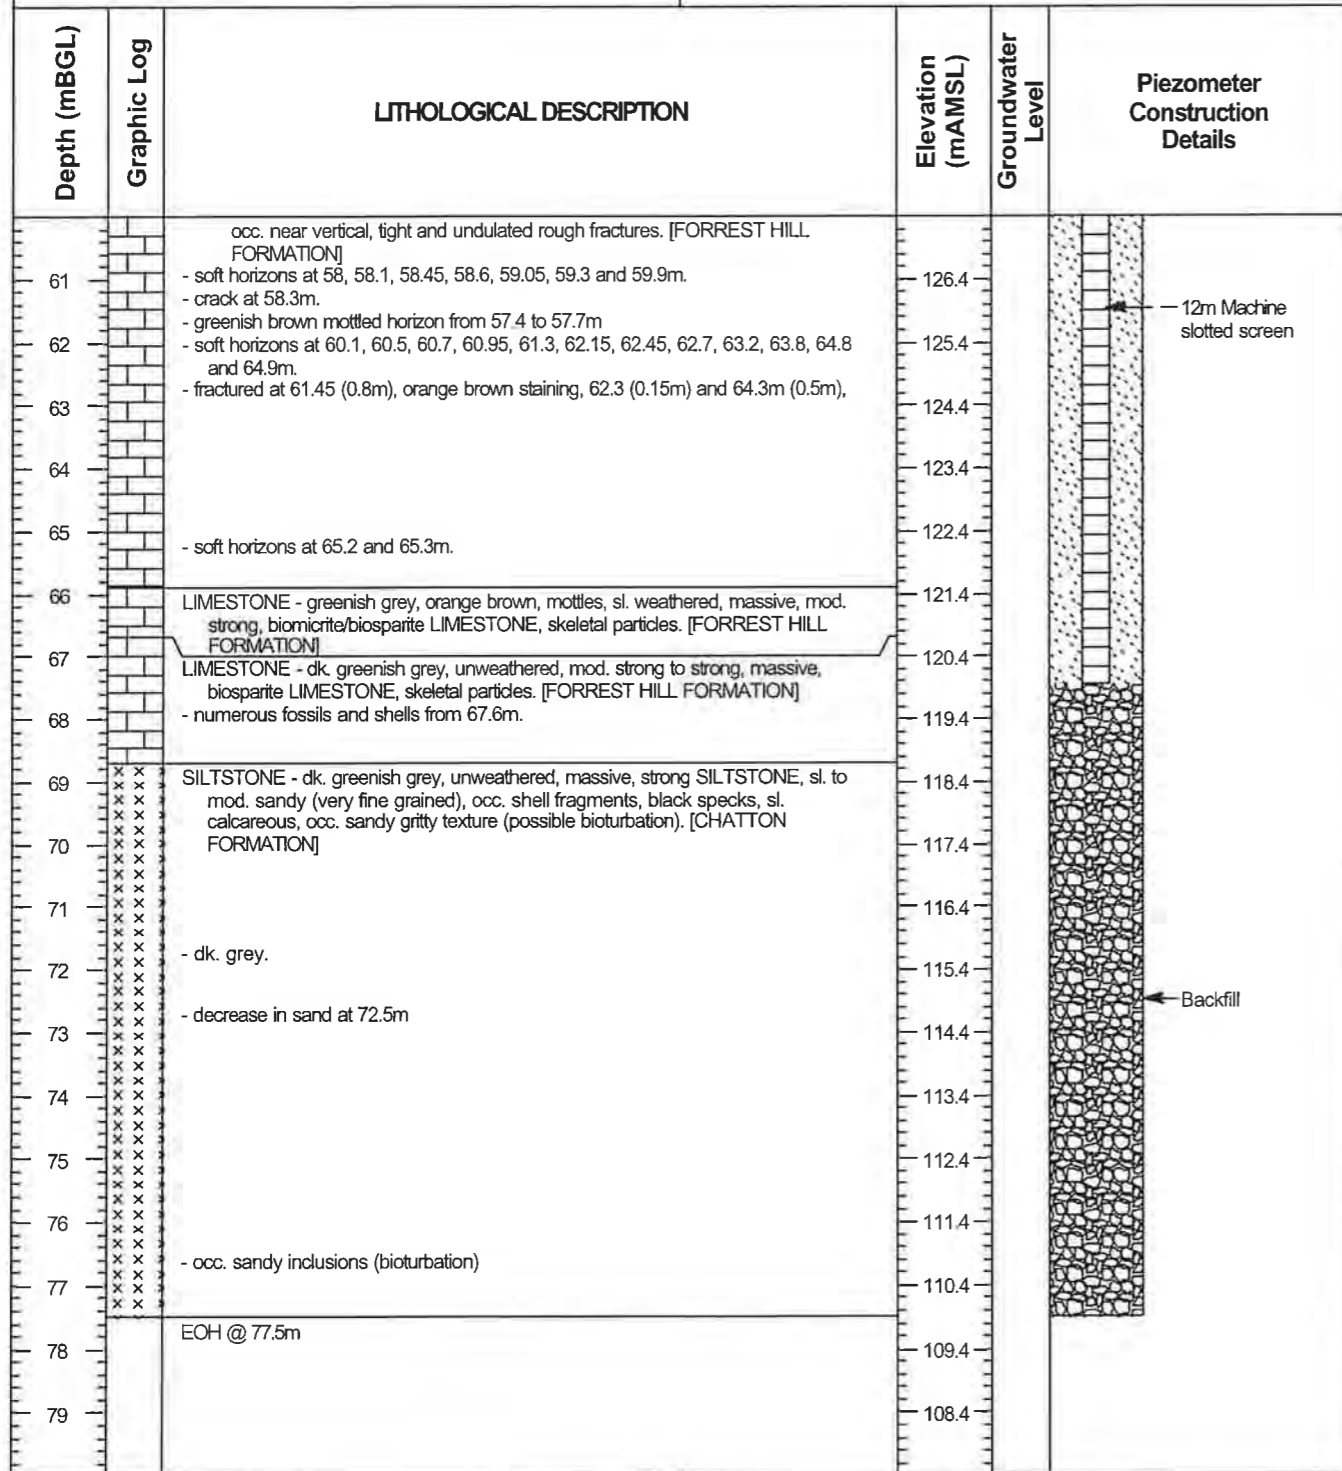 Depth (mBGL)
Graphic Log
LITHOLOGICAL DESCRIPTION
Elevation
(mAMSL)
Groundwater
Level
Piezometer
Construction
Details
occ. near vertical, tight and undulated rough fractures. [FORREST HILL
FORMATION]
- soft horizons at 58, 58.1, 58.45, 58.6, 59.05, 59.3 and 59.9m.
- crack at 58.3m.
- greenish brown mottled horizon from 57.4 to 57.7m
- soft horizons at 60.1, 60.5, 60.7, 60.95, 61.3, 62.15, 62.45, 62.7, 63.2, 63.8, 64.8
and 64.9m.
- fractured at 61.45 (0.8m), orange brown staining, 62.3 (0.15m) and 64.3m (0.5m),
- soft horizons at 65.2 and 65.3m.
LIMESTONE - greenish grey, orange brown, mottles, sl. weathered, massive, mod.
strong, biomicrite/biosparite LIMESTONE, skeletal particles. [FORREST HILL
FORMATION]
LIMESTONE - dk. greenish grey, unweathered, mod. strong to strong, massive,
biosparite LIMESTONE, skeletal particles. [FORREST HILL FORMATION]
- numerous fossils and shells from 67.6m.
SILTSTONE - dk. greenish grey, unweathered, massive, strong SILTSTONE, sl. to
mod. sandy (very fine grained), occ. shell fragments, black specks, sl.
calcareous, occ. sandy gritty texture (possible bioturbation). [CHATTON
FORMATION]
- dk. grey.
- decrease in sand at 72.5m
- occ. sandy inclusions (bioturbation)
EOH @ 77.5m
61
62
63
64
65
66
67
68
69
70
71
72
73
74
75
76
77
78
79
126.4
125.4
124.4
123.4
122.4
121.4
120.4
119.4
118.4
117.4
116.4
115.4
114.4
113.4
112.4
111.4
110.4
109.4
108.4
12m Machine
slotted screen
Backfill